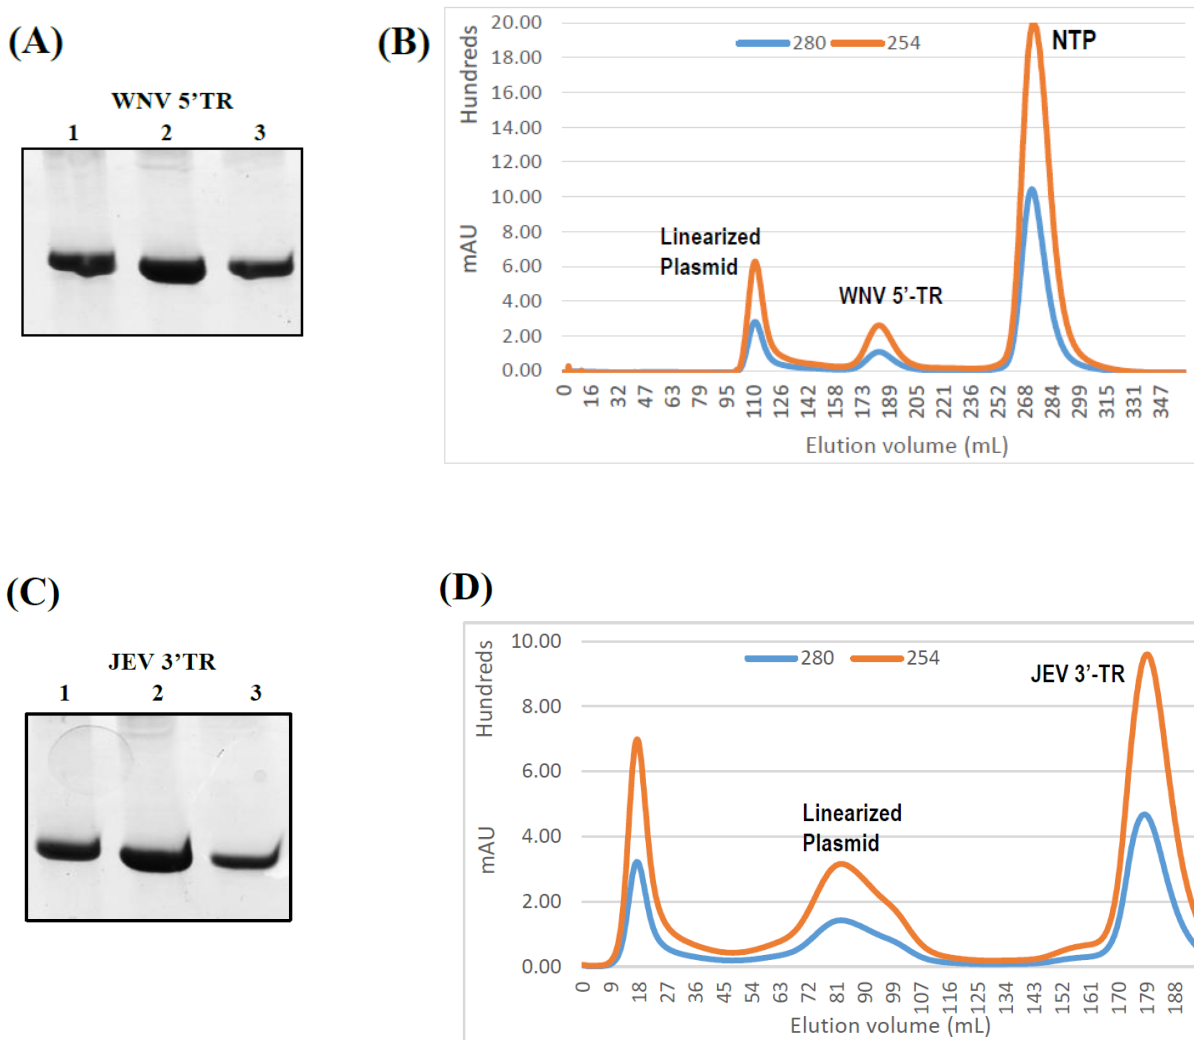 (A)
WNV 5’TR
1 2 3
(B)
Hundreds
mAU
20.00
18.00
16.00
14.00
12.00
10.00
8.00
6.00
4.00
2.00
0.00
280 254
NTP
Linearized
Plasmid
WNV 5’-TR
0 16 32 47 63 79 95 110 126 142 158 173 189 205 221 236 252 268 284 299 315 331 347
Elution volume (mL)
(C)
JEV 3’TR
1 2 3
(D)
Hundreds
mAU
10.00
8.00
6.00
4.00
2.00
0.00
280 254
JEV 3’-TR
Linearized
Plasmid
0 9 18 27 36 45 54 63 72 81 90 99 107 116 125 134 143 152 161 170 179 188
Elution volume (mL)